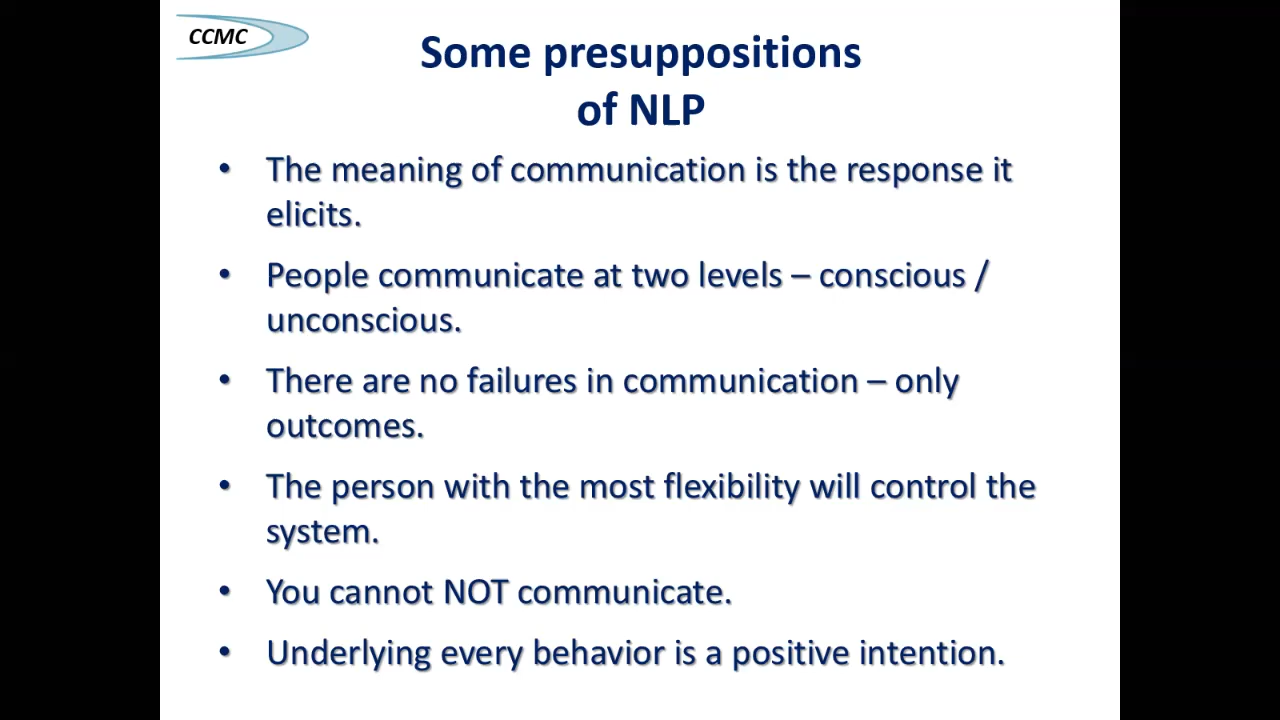 CCMC
Some presuppositions
of NLP
• The meaning of communication is the response it
elicits.
• People communicate at two levels – conscious /
unconscious.
• There are no failures in communication – only
outcomes.
• The person with the most flexibility will control the
system.
• You cannot NOT communicate.
• Underlying every behavior is a positive intention.